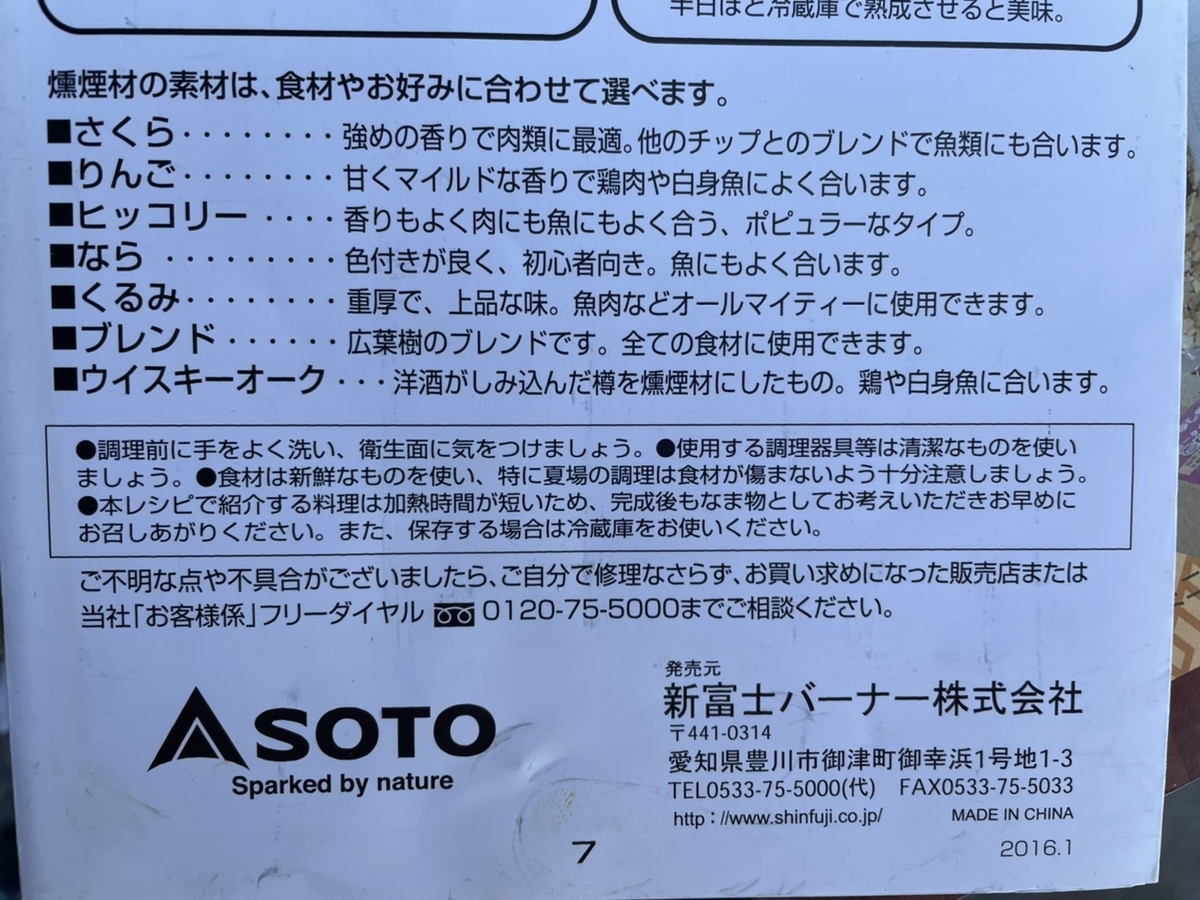 半日ほど冷蔵庫で熟成させると美味。
燻煙材の素材は、食材やお好みに合わせて選べます。
■さくら・・・・・・・・強めの香りで肉類に最適。他のチップとのブレンドで魚類にも合います。
■りんご・・・・・・・・甘くマイルドな香りで鶏肉や白身魚によく合います。
■ヒッコリー ・・・・香りもよく肉にも魚にもよく合う、ポピュラーなタイプ。
■なら ・・・・・・・・・色付きが良く、初心者向き。魚にもよく合います。
■くるみ・・・・・・・・重厚で、上品な味。魚肉などオールマイティーに使用できます。
■ブレンド・・・・・・広葉樹のブレンドです。全ての食材に使用できます。
■ウイスキーオーク・・・洋酒がしみ込んだ樽を燻煙材にしたもの。鶏や白身魚に合います。
●調理前に手をよく洗い、衛生面に気をつけましょう。●使用する調理器具等は清潔なものを使い
ましょう。●食材は新鮮なものを使い、特に夏場の調理は食材が傷まないよう十分注意しましょう。
●本レシピで紹介する料理は加熱時間が短いため、完成後もなま物としてお考えいただきお早めに
お召しあがりください。また、保存する場合は冷蔵庫をお使いください。
ご不明な点や不具合がございましたら、ご自分で修理なさらず、お買い求めになった販売店または
当社「お客様係」フリーダイヤル 0120-75-5000までご相談ください。
SOTO
Sparked by nature
発売元
新富士バーナー株式会社
〒441-0314
愛知県豊川市御津町御幸浜1号地1-3
TEL0533-75-5000(代) FAX0533-75-5033
http：//www.shinfuji.co.jp/ MADE IN CHINA
7
2016.1